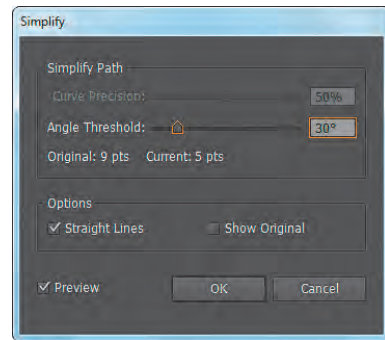 Simplify
Simplify Path
Curve Precision: 50%
Angle Threshold: 30°
Original: 9 pts Current: 5 pts
Options
Straight Lines Show Original
Preview OK Cancel